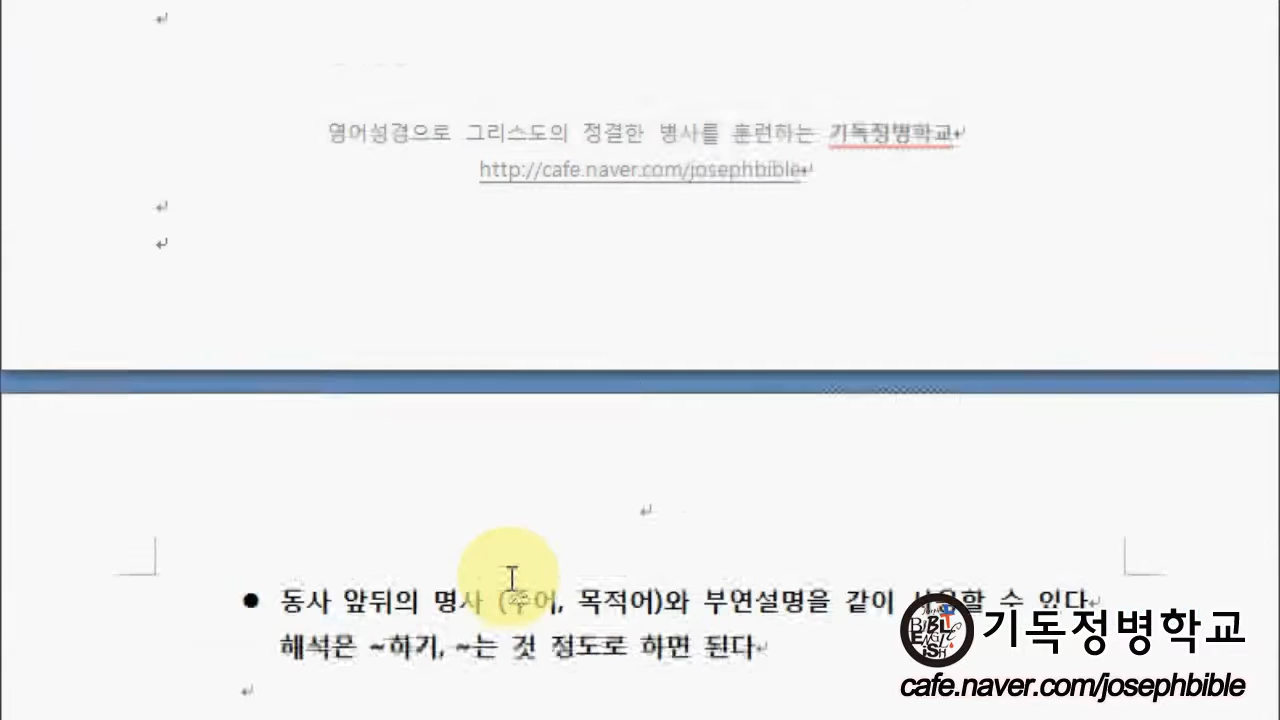 영어성경으로 그리스도의 정결한 병사를 훈련하는 기독정병학교
http://cafe.naver.com/josephbible
● 동사 앞뒤의 명사 (주어, 목적어)와 부연설명을 같이 사용할 수 있다
해석은 ~하기, ~는 것 정도로 하면 된다
BIBLE ENGLISH
기독정병학교
cafe.naver.com/josephbible